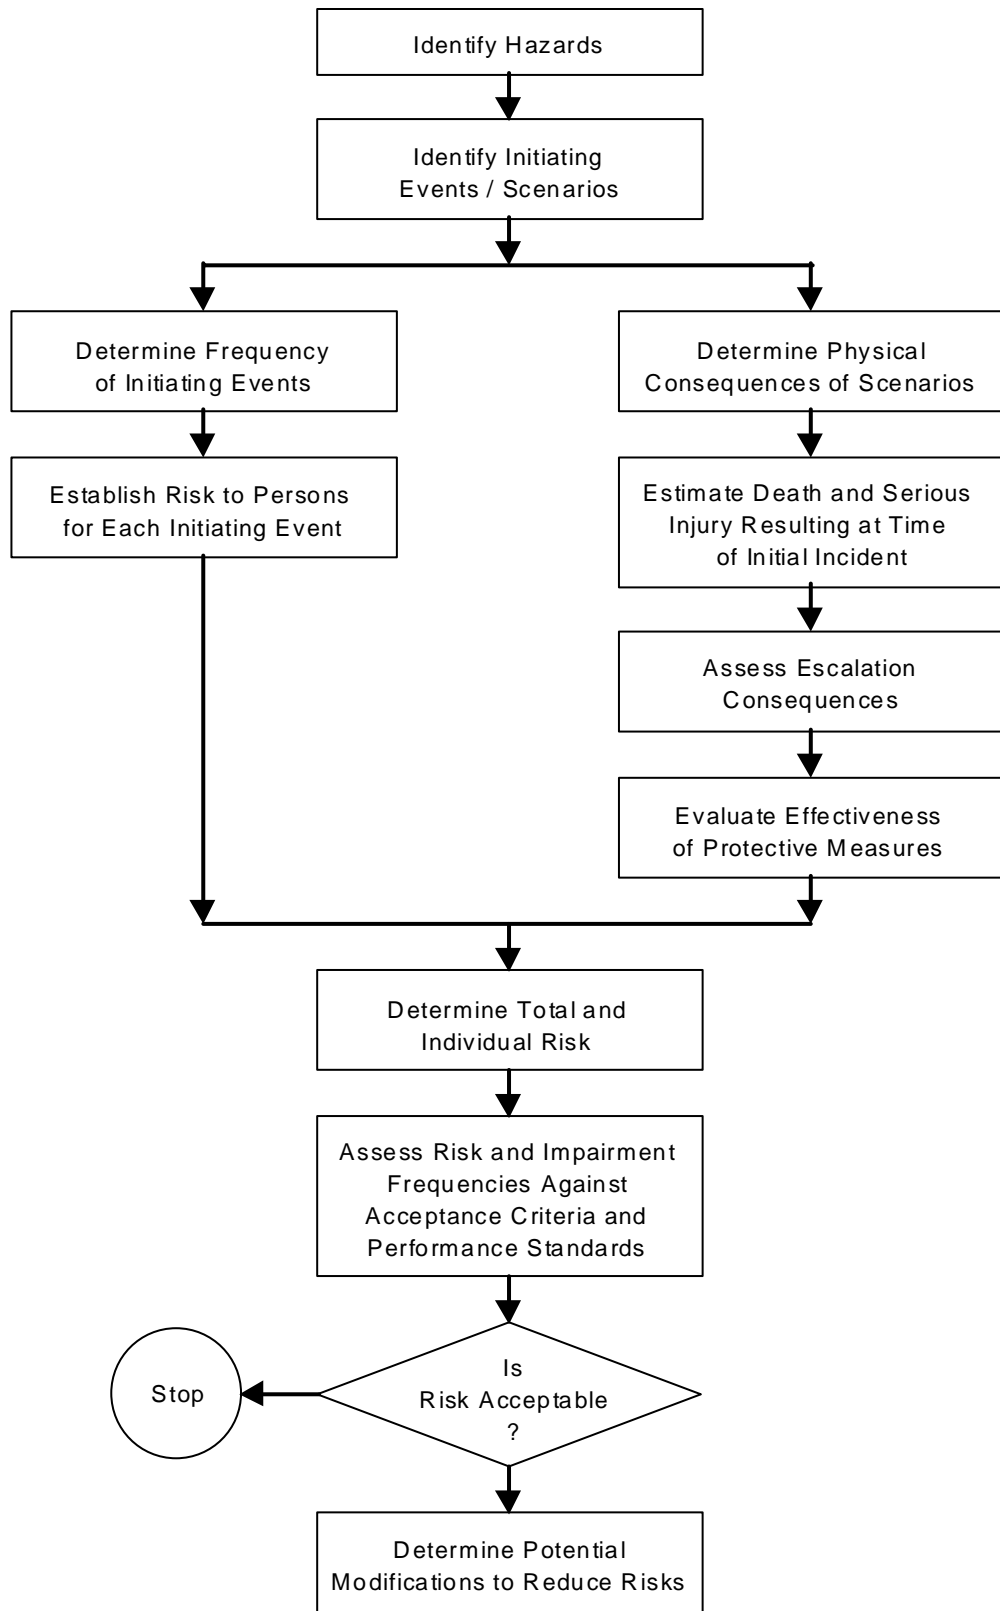 Identify Hazards
Identify Initiating
Events / Scenarios
Determine Frequency
of Initiating Events
Determine Physical
Consequences of Scenarios
Establish Risk to Persons
for Each Initiating Event
Estimate Death and Serious
Injury Resulting at Time
of Initial Incident
Assess Escalation
Consequences
Evaluate Effectiveness
of Protective Measures
Determine Total and
Individual Risk
Assess Risk and Impairment
Frequencies Against
Acceptance Criteria and
Performance Standards
Is
Risk Acceptable
?
Stop
Determine Potential
Modifications to Reduce Risks